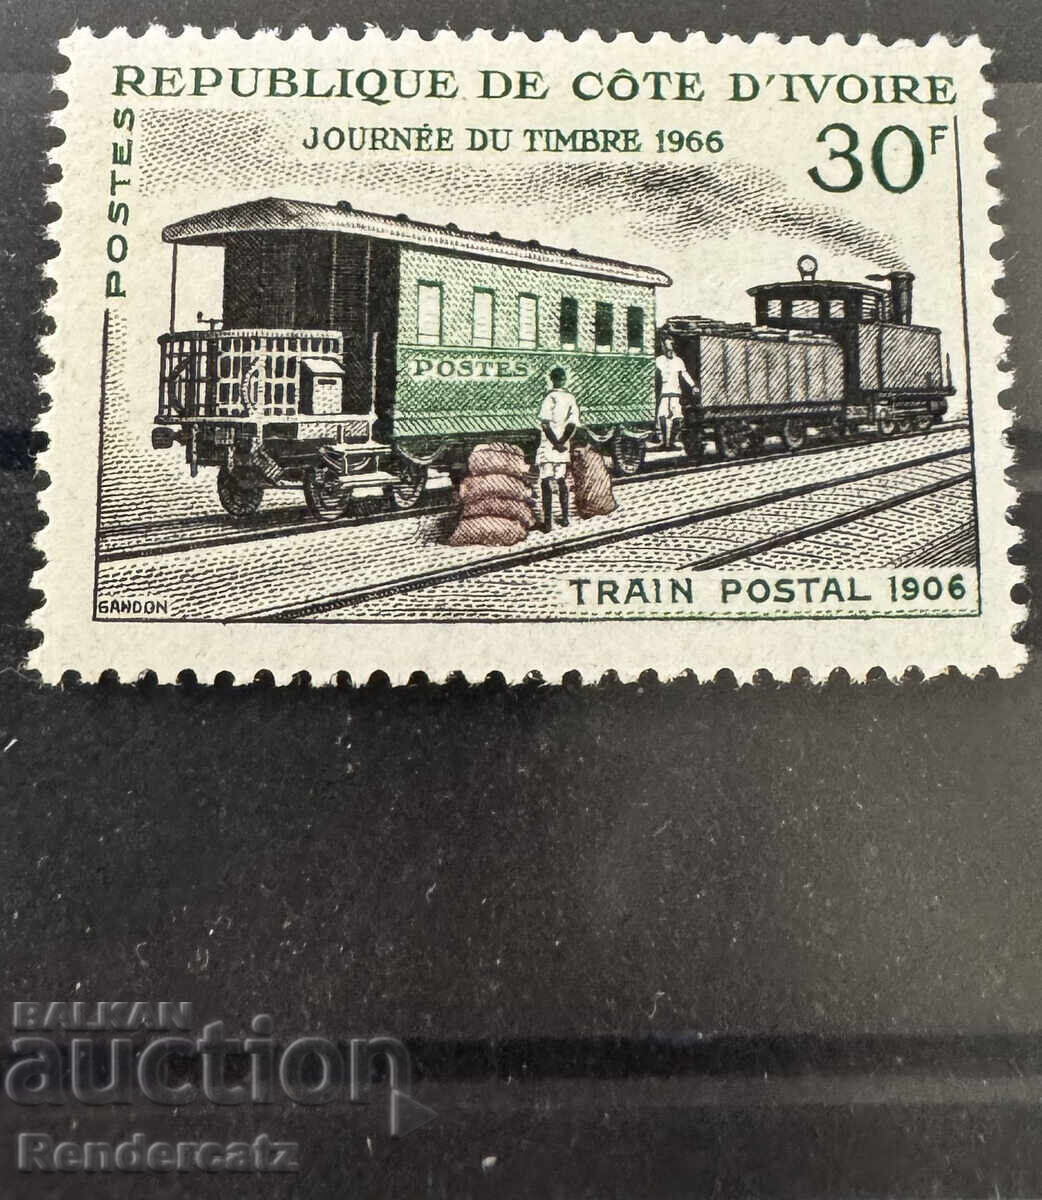 REPUBLIQUE DE CÔTE D'IVOIRE
JOURNÉE DU TIMBRE 1966
30F
POSTES
POSTES
TRAIN POSTAL 1906
GANDON
BALKAN
auction
Rendercatz